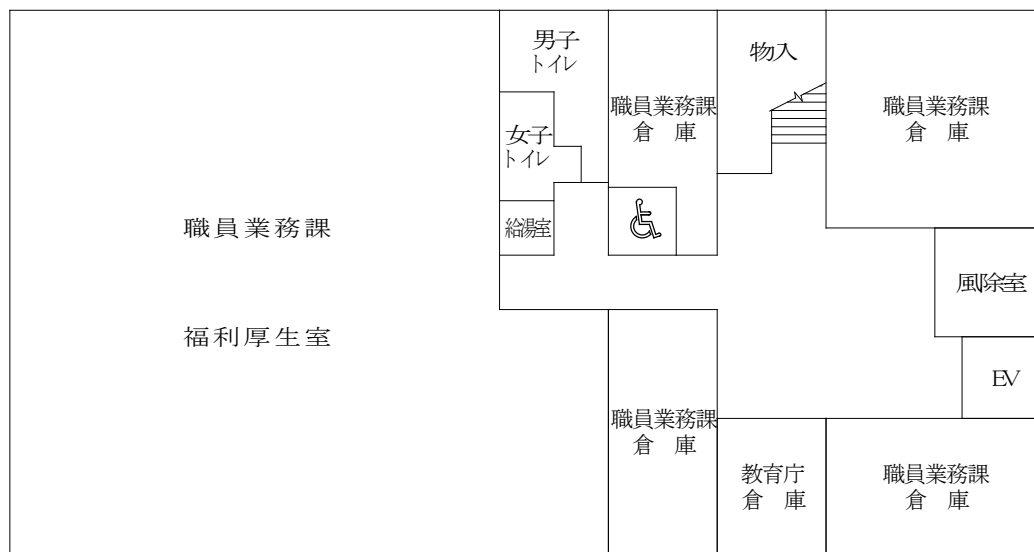 男子
トイレ
物入
職員業務課
倉　庫
職員業務課
倉　庫
女子
トイレ
給湯室
職員業務課
福利厚生室
風除室
EV
職員業務課
倉　庫
教育庁
倉　庫
職員業務課
倉　庫